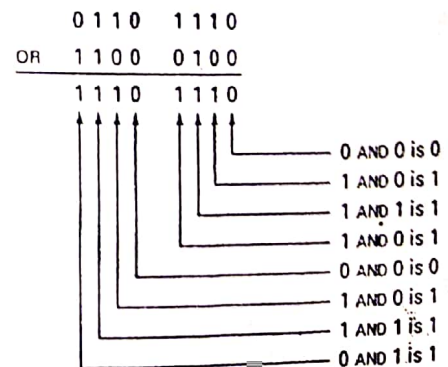 0110 1110
OR 1100 0100
1110 1110
0 AND 0 is 0
1 AND 0 is 1
1 AND 1 is 1
1 AND 0 is 1
0 AND 0 is 0
1 AND 0 is 1
1 AND 1 is 1
0 AND 1 is 1